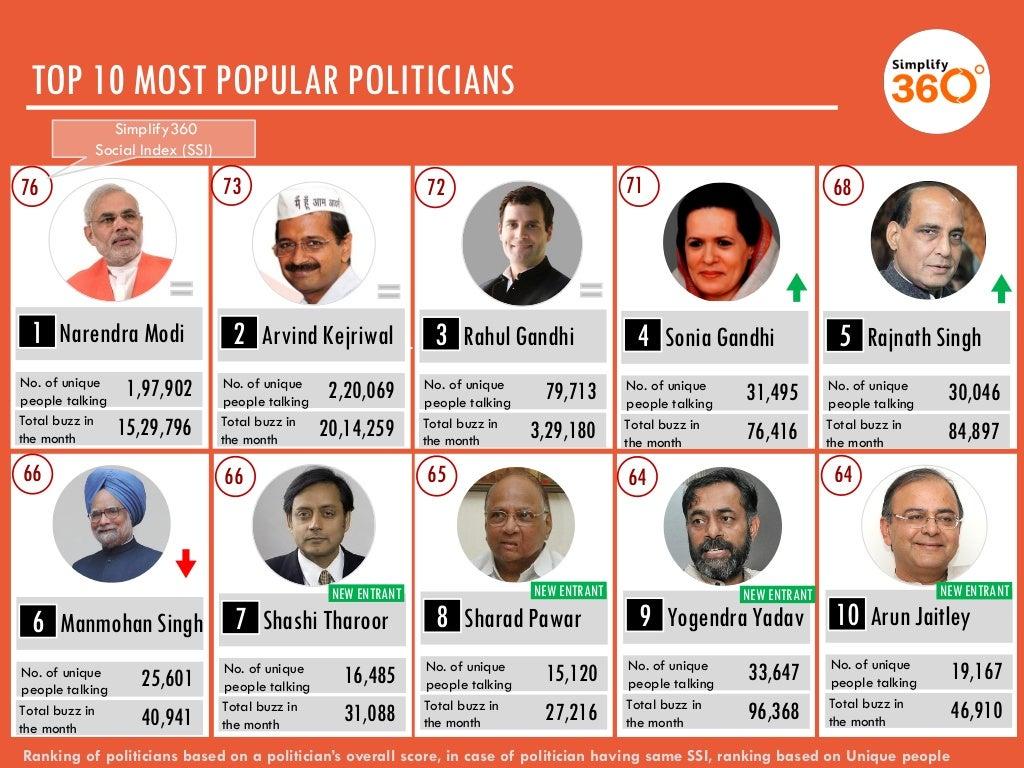 TOP 10 MOST POPULAR POLITICIANS
Simplify
360°
Simplify360
Social Index (SSI)
76
73
72
71
68
मैं हूँ आम आदमी
1 Narendra Modi
2 Arvind Kejriwal
3 Rahul Gandhi
4 Sonia Gandhi
5 Rajnath Singh
No. of unique
people talking 1,97,902
Total buzz in
the month 15,29,796
No. of unique
people talking 2,20,069
Total buzz in
the month 20,14,259
No. of unique
people talking 79,713
Total buzz in
the month 3,29,180
No. of unique
people talking 31,495
Total buzz in
the month 76,416
No. of unique
people talking 30,046
Total buzz in
the month 84,897
66
66
65
64
64
NEW ENTRANT
NEW ENTRANT
NEW ENTRANT
NEW ENTRANT
6 Manmohan Singh
7 Shashi Tharoor
8 Sharad Pawar
9 Yogendra Yadav
10 Arun Jaitley
No. of unique
people talking 25,601
Total buzz in
the month 40,941
No. of unique
people talking 16,485
Total buzz in
the month 31,088
No. of unique
people talking 15,120
Total buzz in
the month 27,216
No. of unique
people talking 33,647
Total buzz in
the month 96,368
No. of unique
people talking 19,167
Total buzz in
the month 46,910
Ranking of politicians based on a politician's overall score, in case of politician having same SSI, ranking based on Unique people